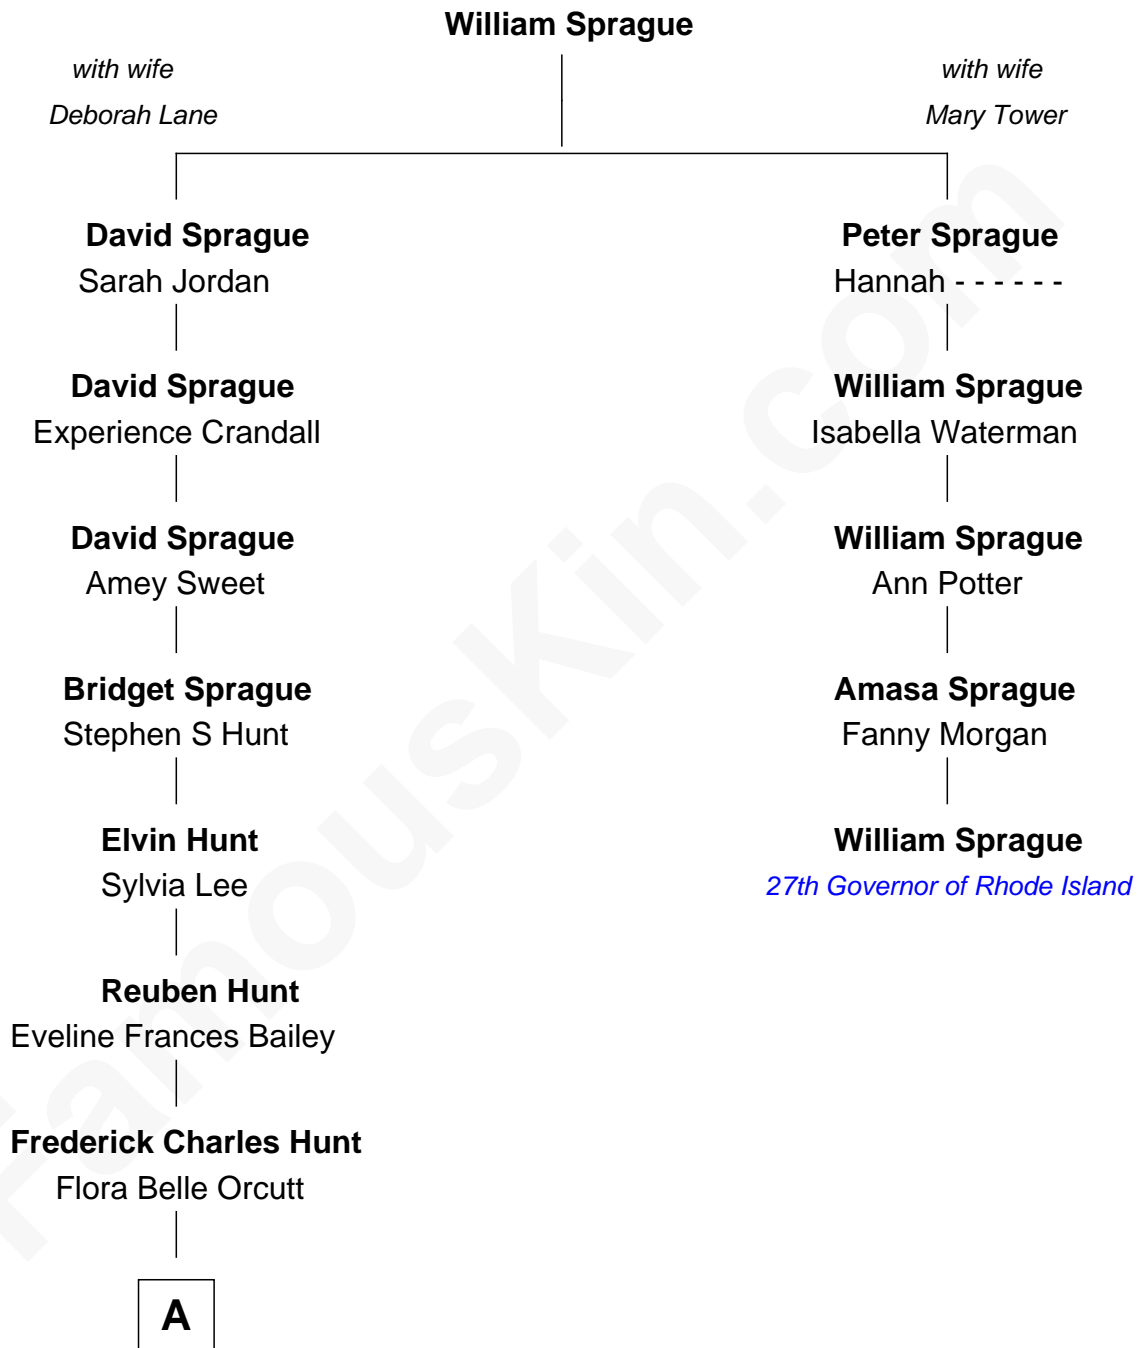 William Sprague
with wife
Deborah Lane
with wife
Mary Tower
David Sprague
Sarah Jordan
Peter Sprague
Hannah - - - - - -
David Sprague
Experience Crandall
William Sprague
Isabella Waterman
David Sprague
Amey Sweet
William Sprague
Ann Potter
Bridget Sprague
Stephen S Hunt
Amasa Sprague
Fanny Morgan
Elvin Hunt
Sylvia Lee
William Sprague
27th Governor of Rhode Island
Reuben Hunt
Eveline Frances Bailey
Frederick Charles Hunt
Flora Belle Orcutt
A
FamousKin.com